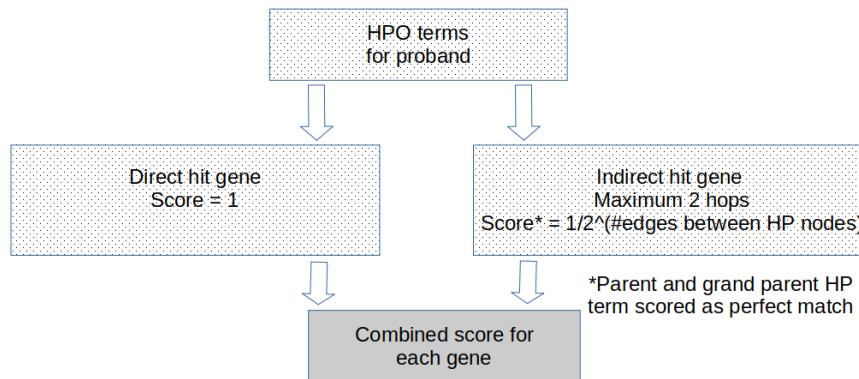 HPO terms
for proband
Direct hit gene
Score = 1
Indirect hit gene
Maximum 2 hops
Score* = 1/2^(#edges between HP nodes)
*Parent and grand parent HP
term scored as perfect match
Combined score for
each gene